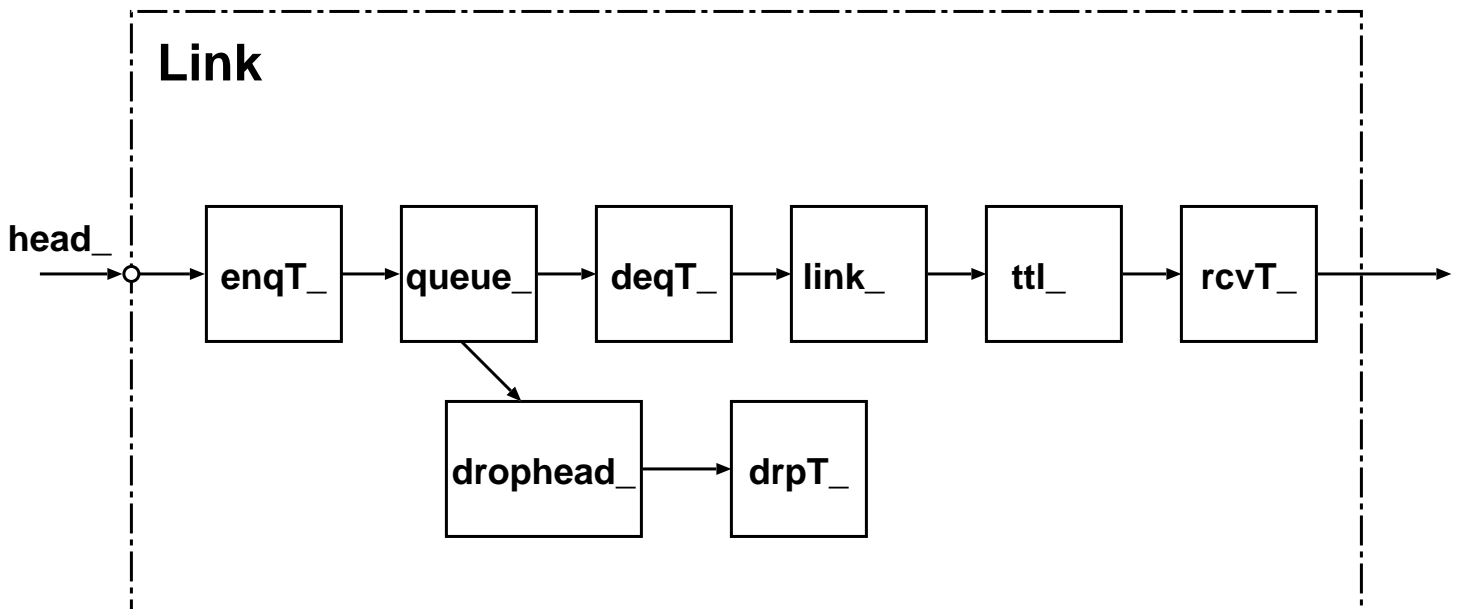 Link
head_
enqT_
queue_
deqT_
link_
ttl_
rcvT_
drophead_
drpT_